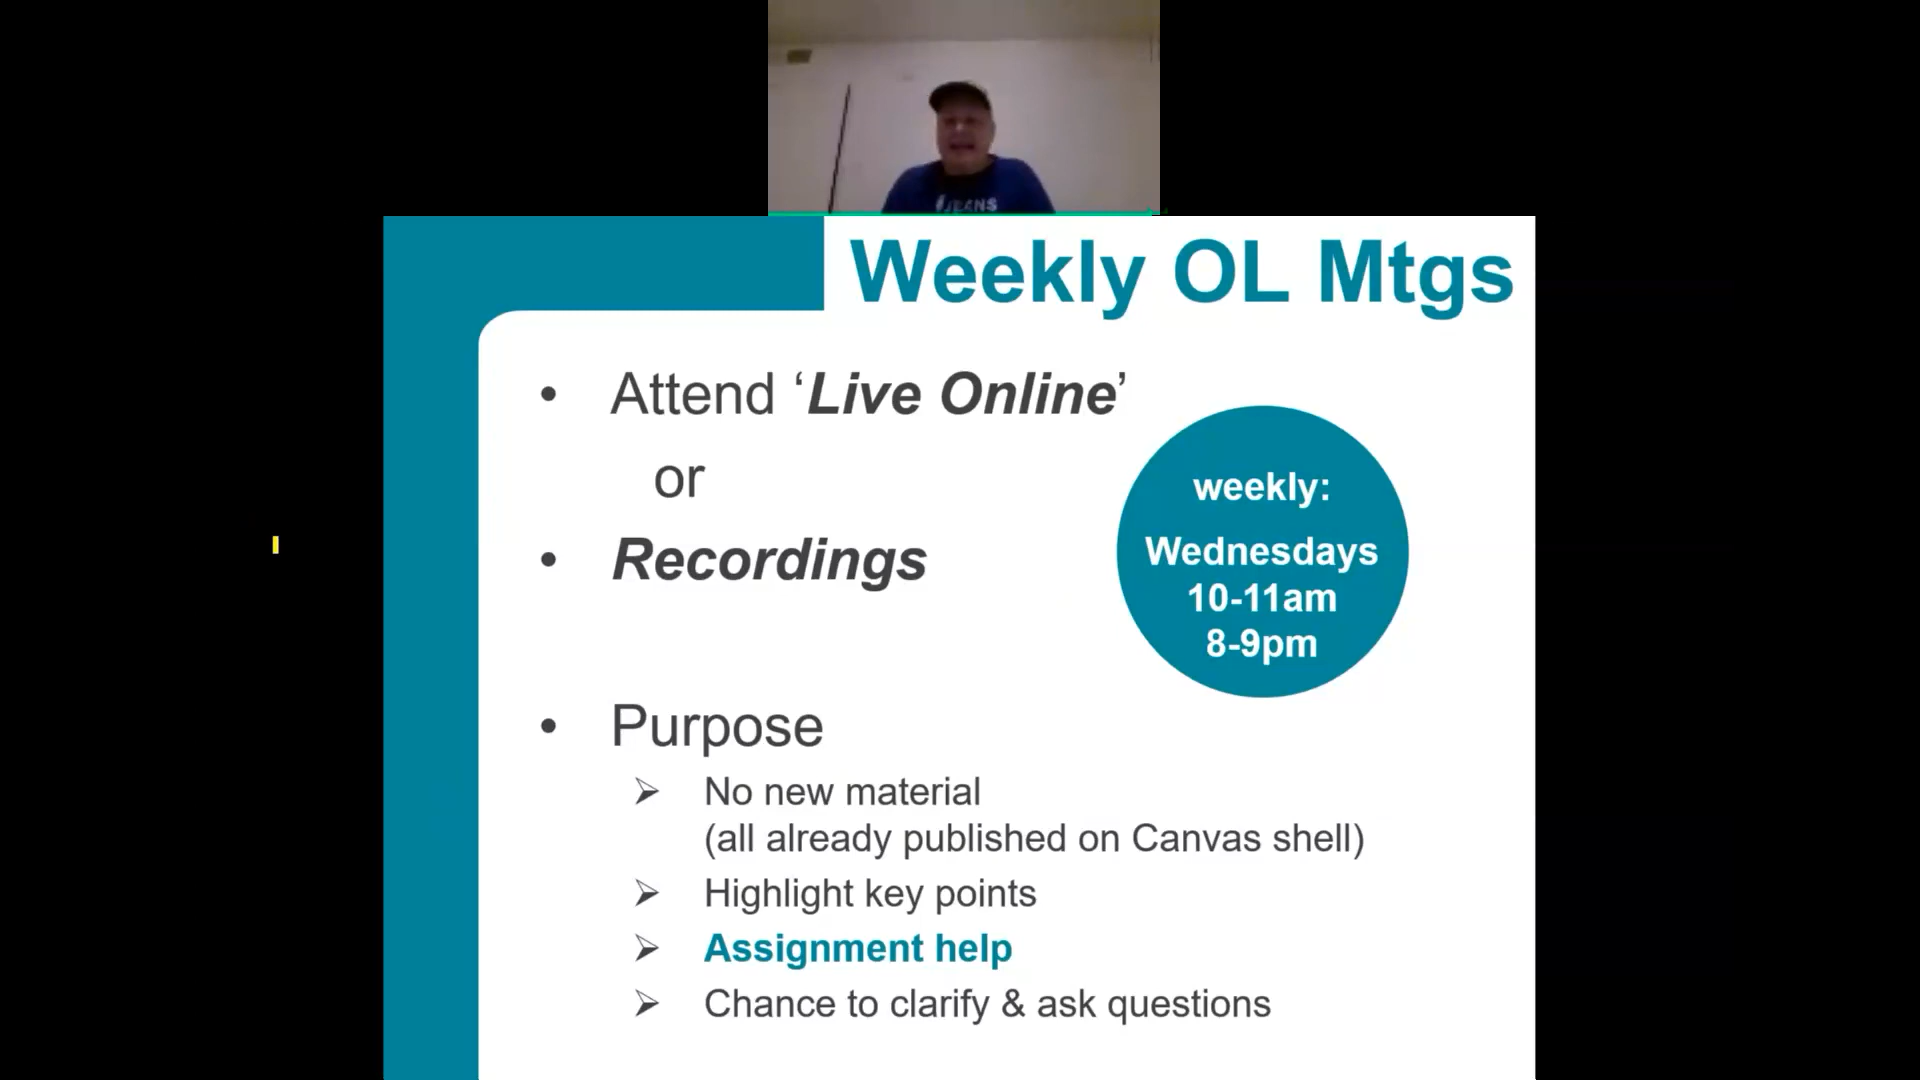 JEANS
Weekly OL Mtgs
• Attend ‘Live Online’
or
• Recordings
weekly:
Wednesdays
10-11am
8-9pm
• Purpose
➢ No new material
(all already published on Canvas shell)
➢ Highlight key points
➢ Assignment help
➢ Chance to clarify & ask questions